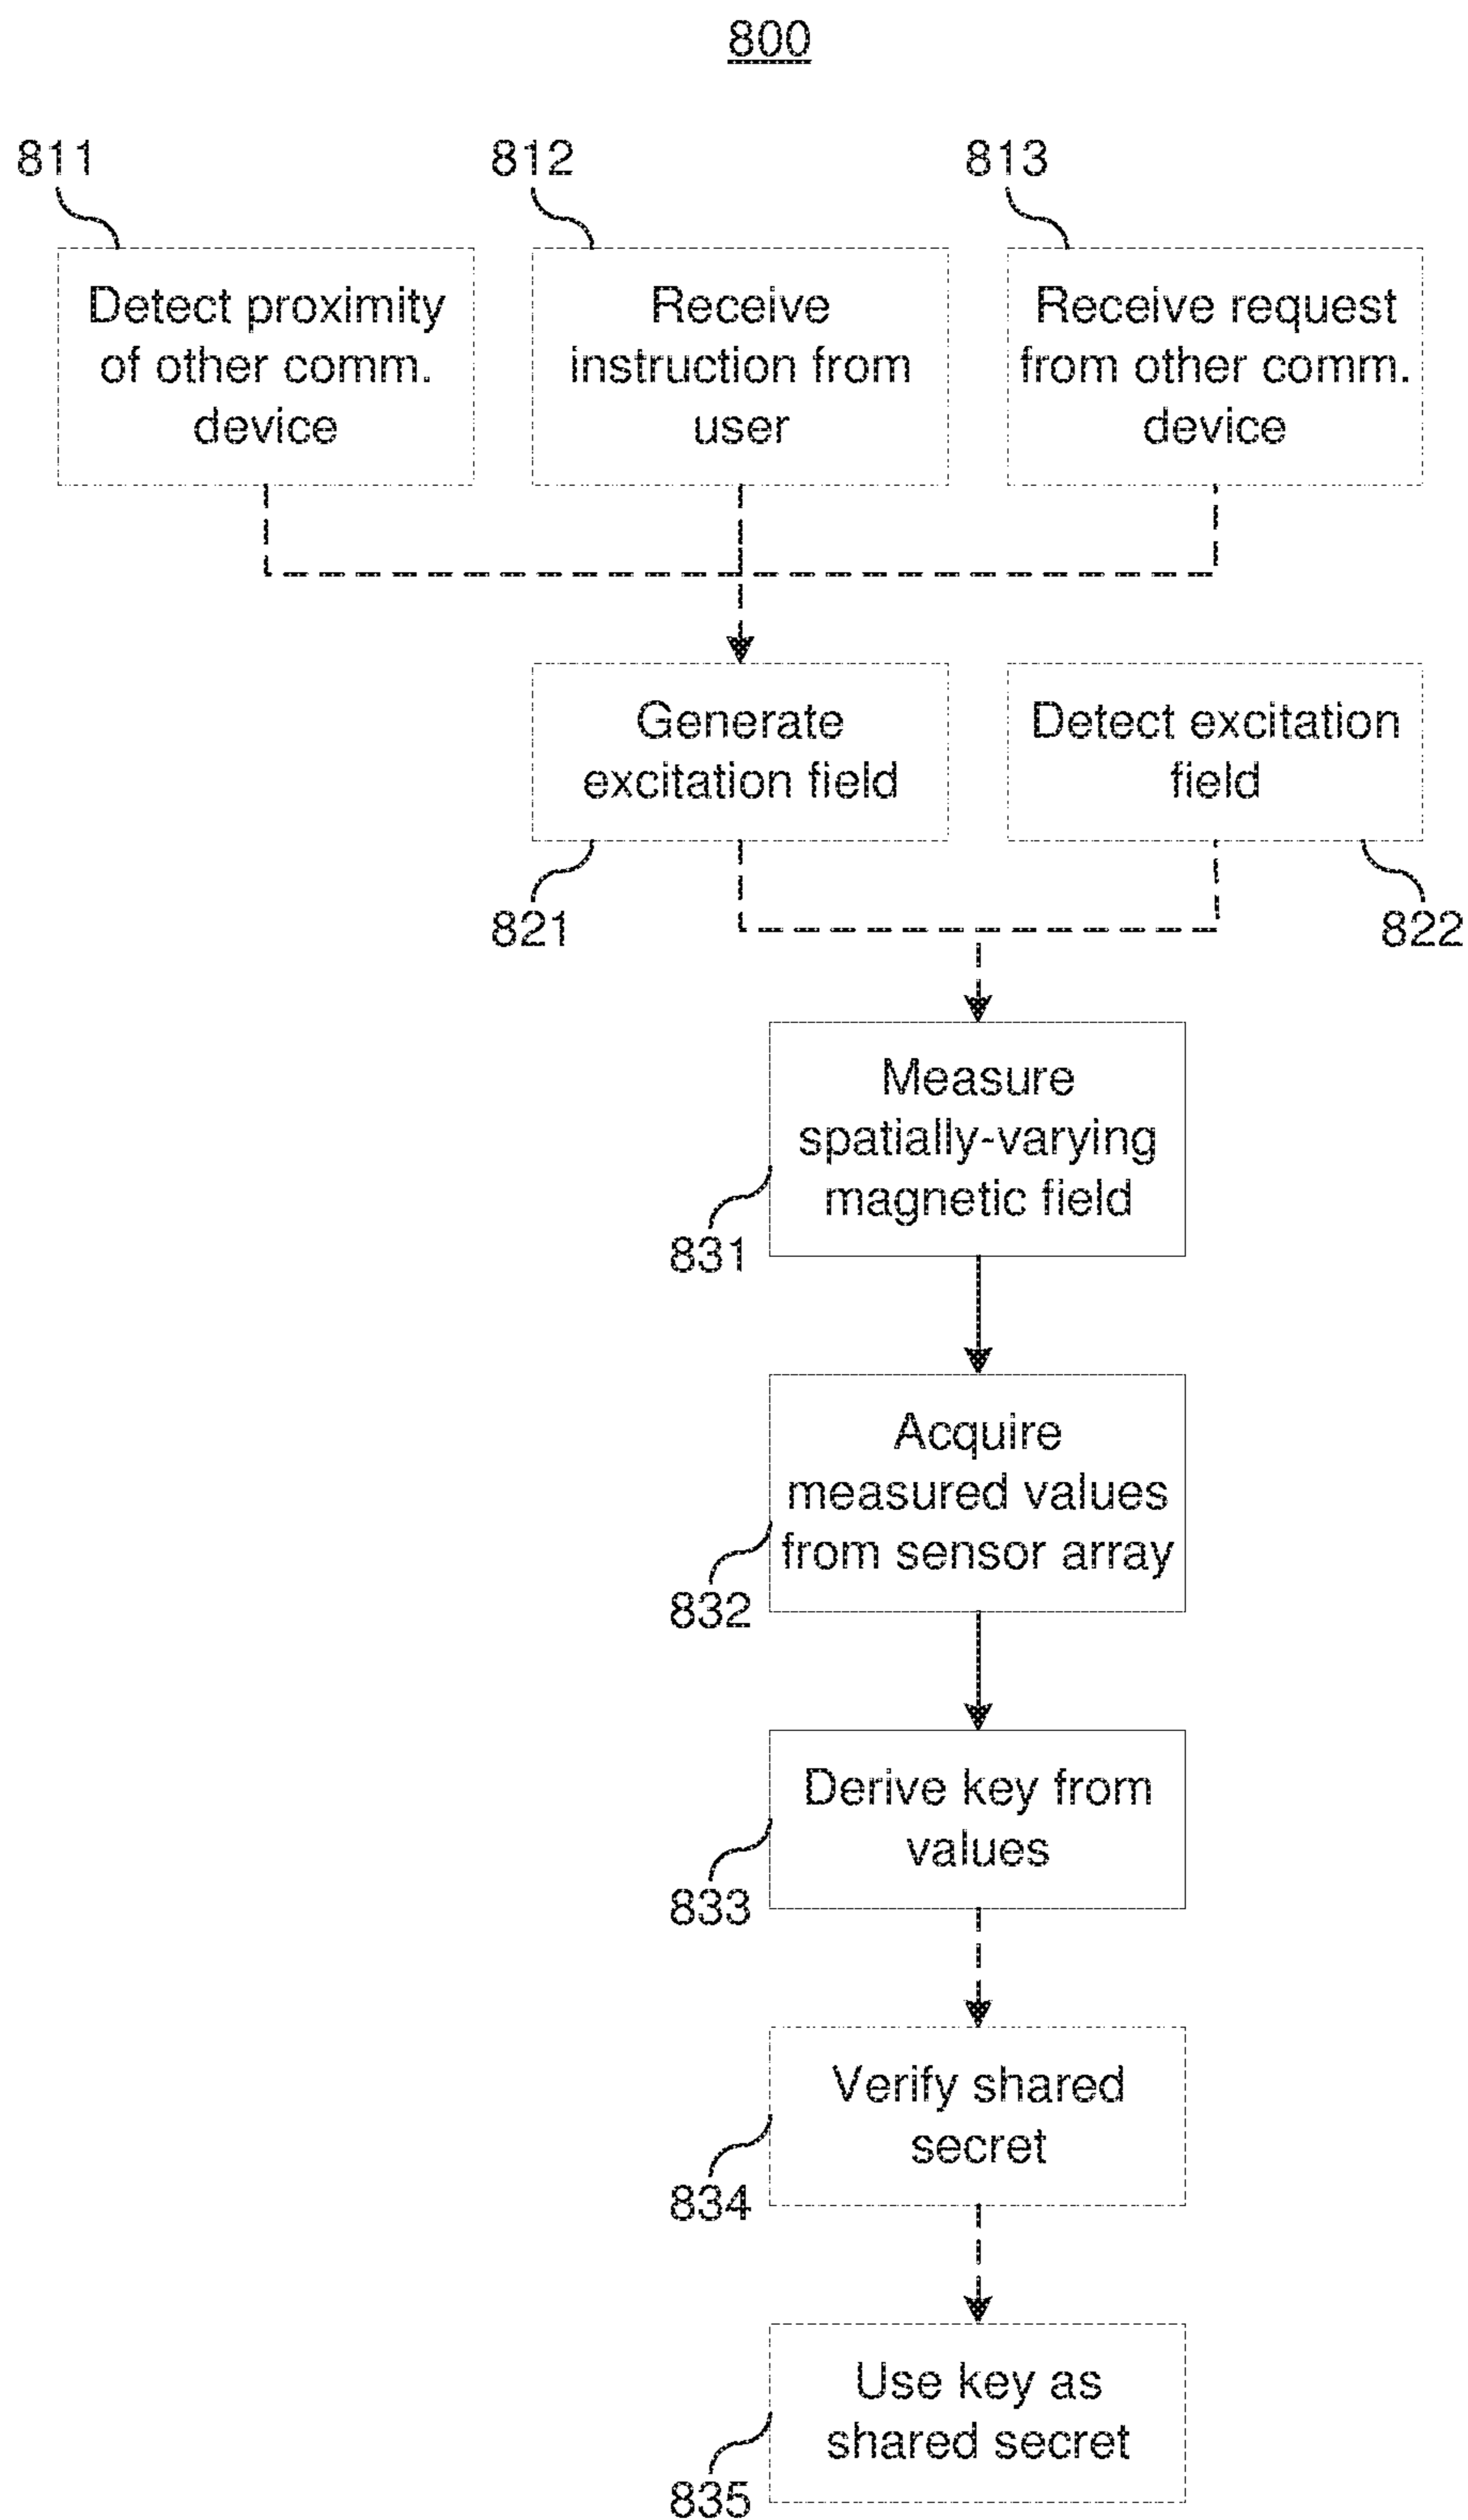 800
811
812
813
Detect proximity
of other comm.
device
Receive
instruction from
user
Receive request
from other comm.
device
Generate
excitation field
Detect excitation
field
821
822
Measure
spatially-varying
magnetic field
831
Acquire
measured values
from sensor array
832
Derive key from
values
833
Verify shared
secret
834
Use key as
shared secret
835